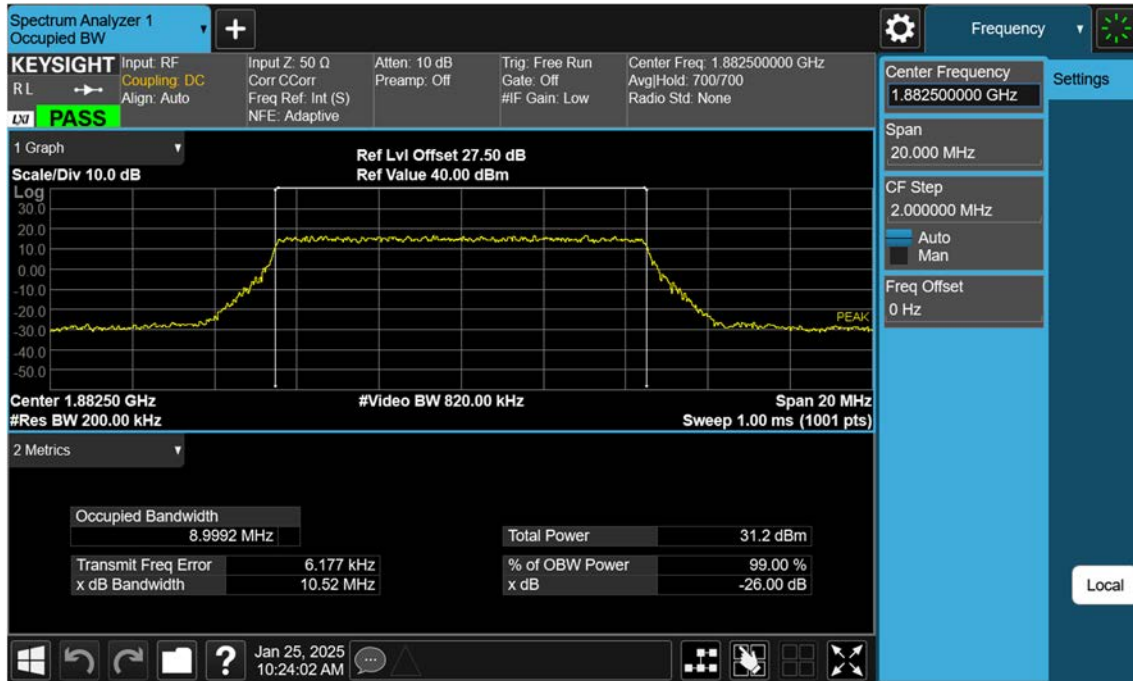 Spectrum Analyzer 1
Occupied BW
Frequency
KEYSIGHT
R L
LXI
PASS
Input: RF
Coupling: DC
Align: Auto
Input Z: 50 Ω
Corr CCorr
Freq Ref: Int (S)
NFE: Adaptive
Atten: 10 dB
Preamp: Off
Trig: Free Run
Gate: Off
#IF Gain: Low
Center Freq: 1.882500000 GHz
Avg|Hold: 700/700
Radio Std: None
1 Graph
Ref Lvl Offset 27.50 dB
Scale/Div 10.0 dB
Ref Value 40.00 dBm
Log
30.0
20.0
10.0
0.00
-10.0
-20.0
-30.0
-40.0
-50.0
PEAK
Center 1.88250 GHz
#Video BW 820.00 kHz
Span 20 MHz
#Res BW 200.00 kHz
Sweep 1.00 ms (1001 pts)
2 Metrics
Occupied Bandwidth
8.9992 MHz
Total Power 31.2 dBm
Transmit Freq Error 6.177 kHz
% of OBW Power 99.00 %
x dB Bandwidth 10.52 MHz
x dB -26.00 dB
Center Frequency
1.882500000 GHz
Span
20.000 MHz
CF Step
2.000000 MHz
Auto
Man
Freq Offset
0 Hz
Settings
Local
?
Jan 25, 2025
10:24:02 AM